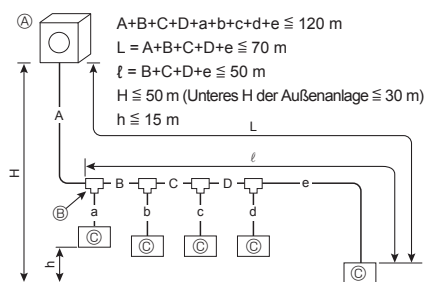 Ⓐ
A+B+C+D+a+b+c+d+e ≦ 120 m
L = A+B+C+D+e ≦ 70 m
ℓ = B+C+D+e ≦ 50 m
H ≦ 50 m (Unteres H der Außenanlage ≦ 30 m)
h ≦ 15 m
A
L
H
ℓ
B C D e
Ⓑ
a b c d
Ⓒ Ⓒ Ⓒ Ⓒ
h
Ⓒ